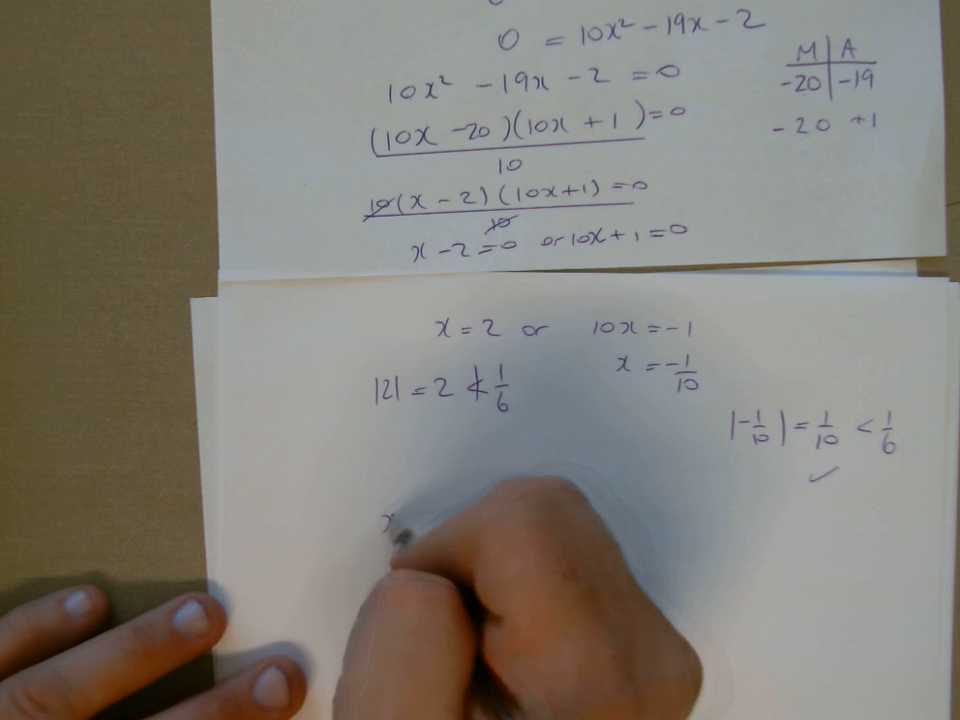 0 = 10x² - 19x - 2
M | A
10x² - 19x - 2 = 0
-20 | -19
(10x - 20)(10x + 1) = 0
-20 +1
10
10(x - 2)(10x + 1) = 0
10
x - 2 = 0 or 10x + 1 = 0
x = 2 or 10x = -1
x = -1/10
|2| = 2 ≮ 1/6
|-1/10| = 1/10 < 1/6
✓
x